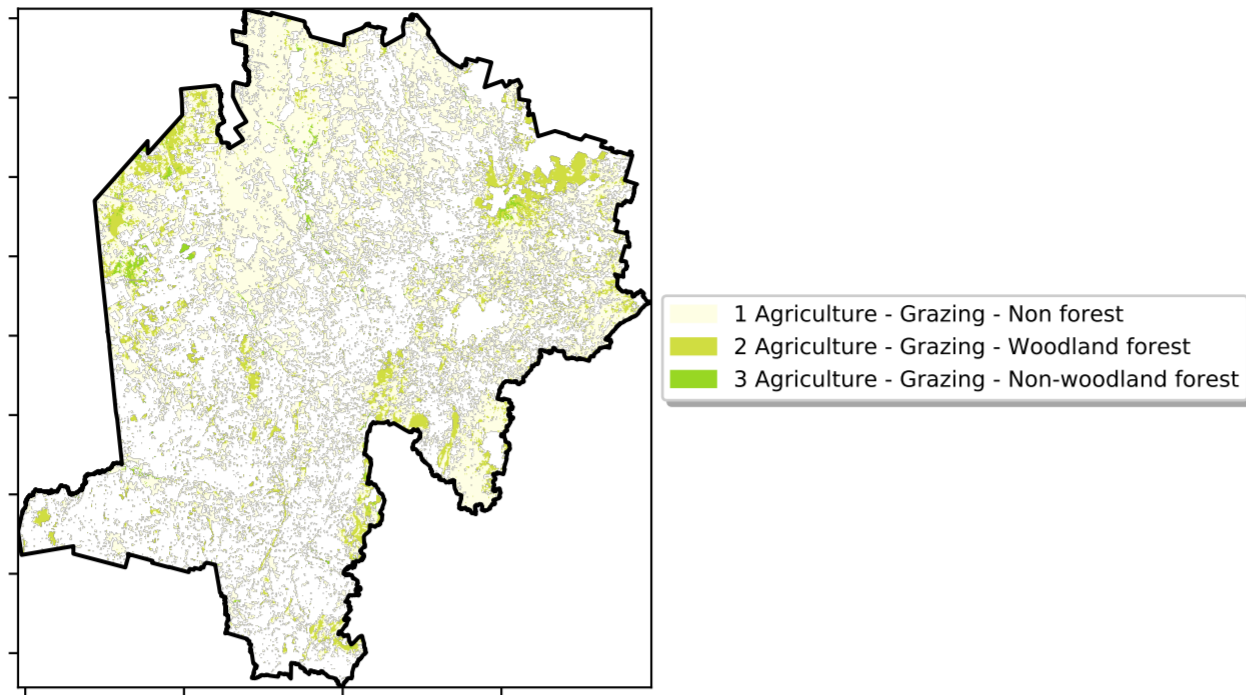 1 Agriculture - Grazing - Non forest
2 Agriculture - Grazing - Woodland forest
3 Agriculture - Grazing - Non-woodland forest